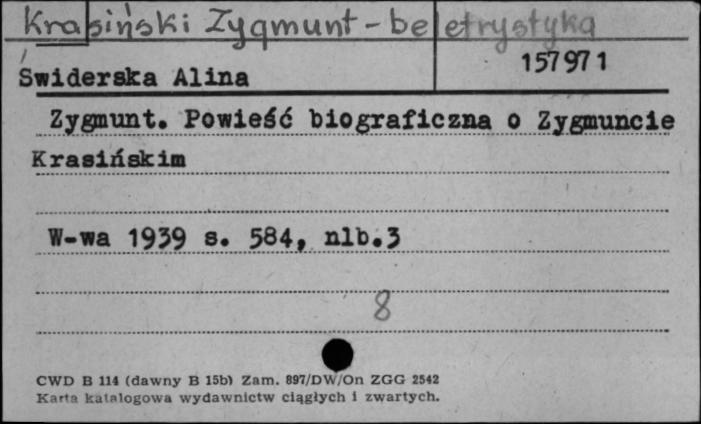 Krasiński Zygmunt - beletrystyka
Świderska Alina 157971
Zygmunt. Powieść biograficzna o Zygmuncie
Krasińskim
W-wa 1939 s. 584, nlb.3
8
CWD B 114 (dawny B 15b) Zam. 897/DW/On ZGG 2542
Karta katalogowa wydawnictw ciągłych i zwartych.